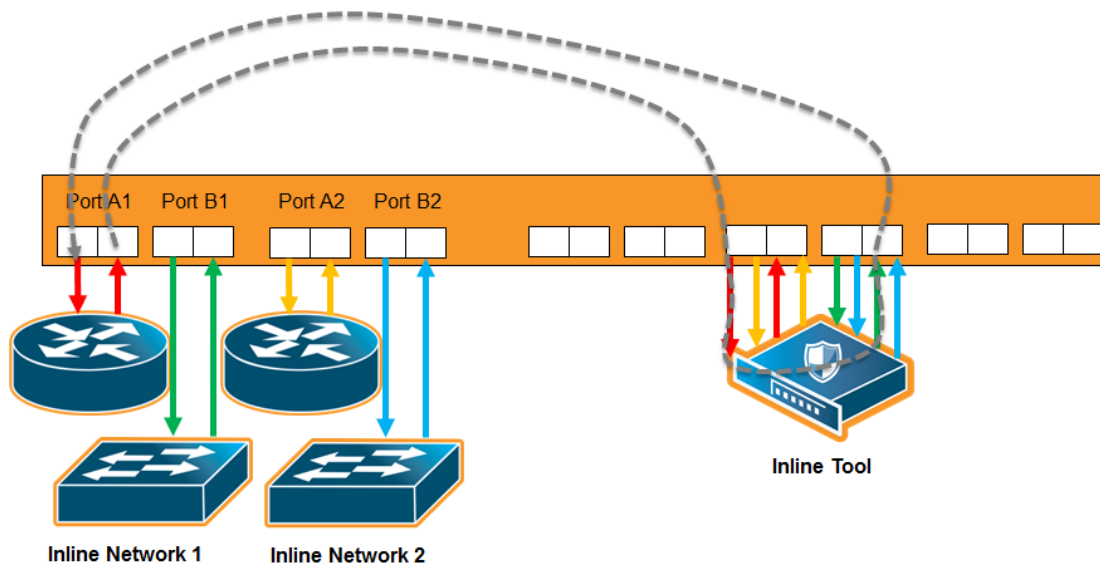 Port A1
Port B1
Port A2
Port B2
Inline Tool
Inline Network 1
Inline Network 2